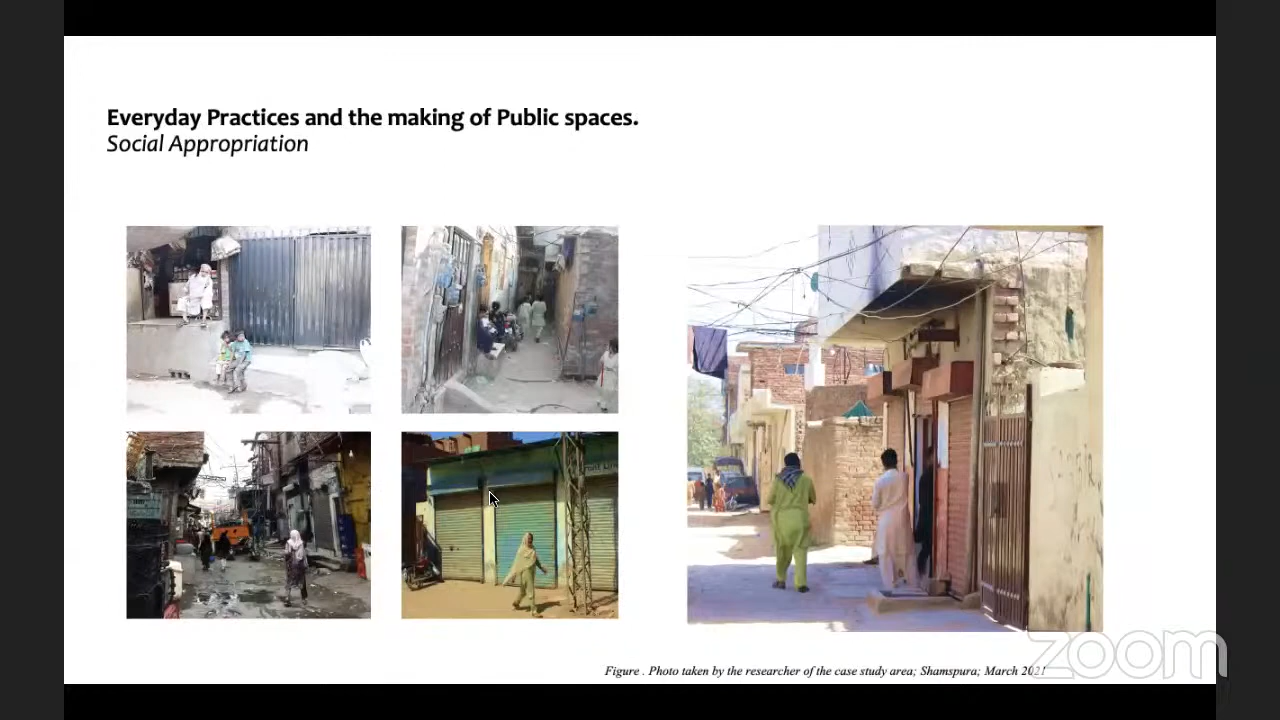 Everyday Practices and the making of Public spaces.
Social Appropriation
Figure . Photo taken by the researcher of the case study area; Shamspura; March 2021
zoom